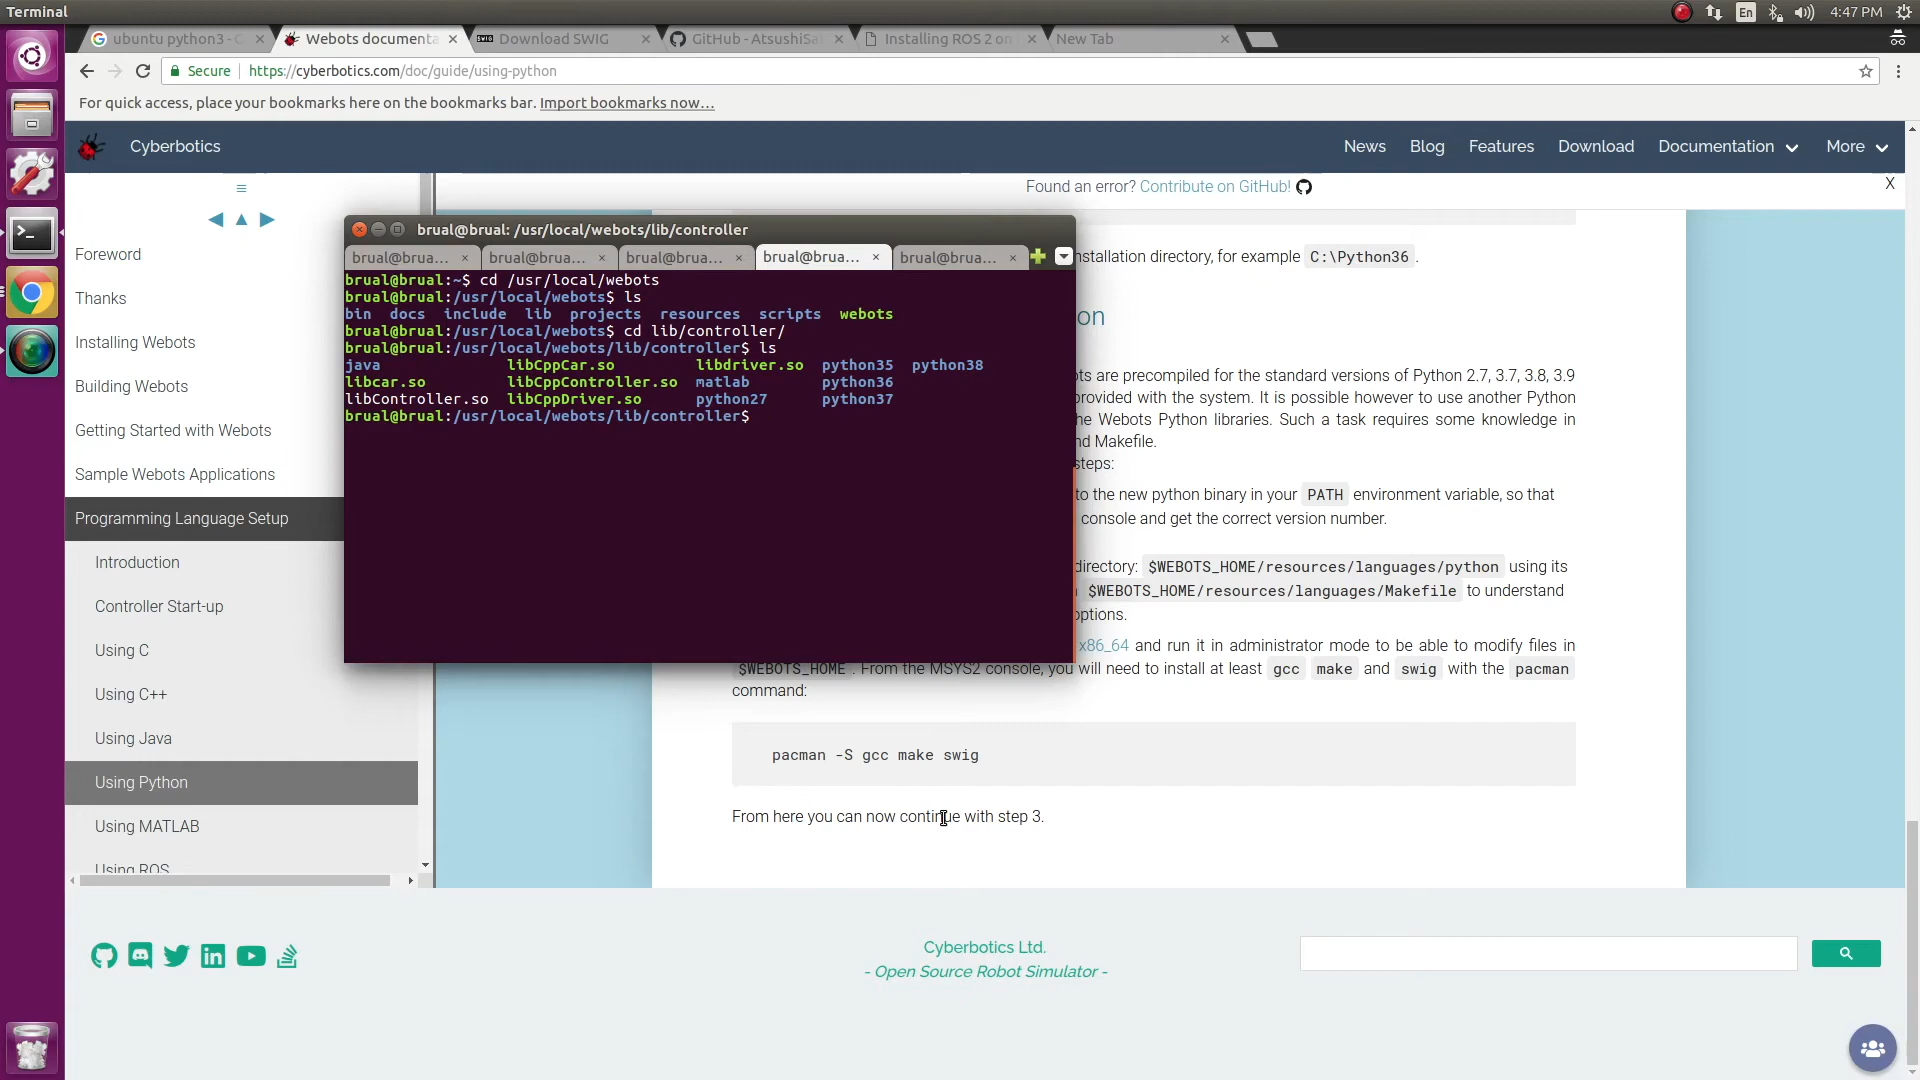 Terminal
En
4:47 PM
ubuntu python3 - C
Webots documenta
Download SWIG
GitHub - AtsushiSa
Installing ROS 2 on
New Tab
Secure
https://cyberbotics.com/doc/guide/using-python
For quick access, place your bookmarks here on the bookmarks bar. Import bookmarks now…
Cyberbotics
News
Blog
Features
Download
Documentation
More
Found an error? Contribute on GitHub!
X
Foreword
Thanks
Installing Webots
Building Webots
Getting Started with Webots
Sample Webots Applications
Programming Language Setup
Introduction
Controller Start-up
Using C
Using C++
Using Java
Using Python
Using MATLAB
Using ROS
brual@brual: /usr/local/webots/lib/controller
brual@brua...
brual@brua...
brual@brua...
brual@brua...
brual@brua...
brual@brual:~$ cd /usr/local/webots
brual@brual:/usr/local/webots$ ls
bin docs include lib projects resources scripts webots
brual@brual:/usr/local/webots$ cd lib/controller/
brual@brual:/usr/local/webots/lib/controller$ ls
java libCppCar.so libdriver.so python35 python38
libcar.so libCppController.so matlab python36
libController.so libCppDriver.so python27 python37
brual@brual:/usr/local/webots/lib/controller$
nstallation directory, for example C:\Python36 .
on
ots are precompiled for the standard versions of Python 2.7, 3.7, 3.8, 3.9
provided with the system. It is possible however to use another Python
he Webots Python libraries. Such a task requires some knowledge in
nd Makefile.
steps:
to the new python binary in your PATH environment variable, so that
console and get the correct version number.
directory: $WEBOTS_HOME/resources/languages/python using its
$WEBOTS_HOME/resources/languages/Makefile to understand
options.
x86_64 and run it in administrator mode to be able to modify files in
$WEBOTS_HOME . From the MSYS2 console, you will need to install at least gcc make and swig with the pacman
command:
pacman -S gcc make swig
From here you can now continue with step 3.
Cyberbotics Ltd.
- Open Source Robot Simulator -